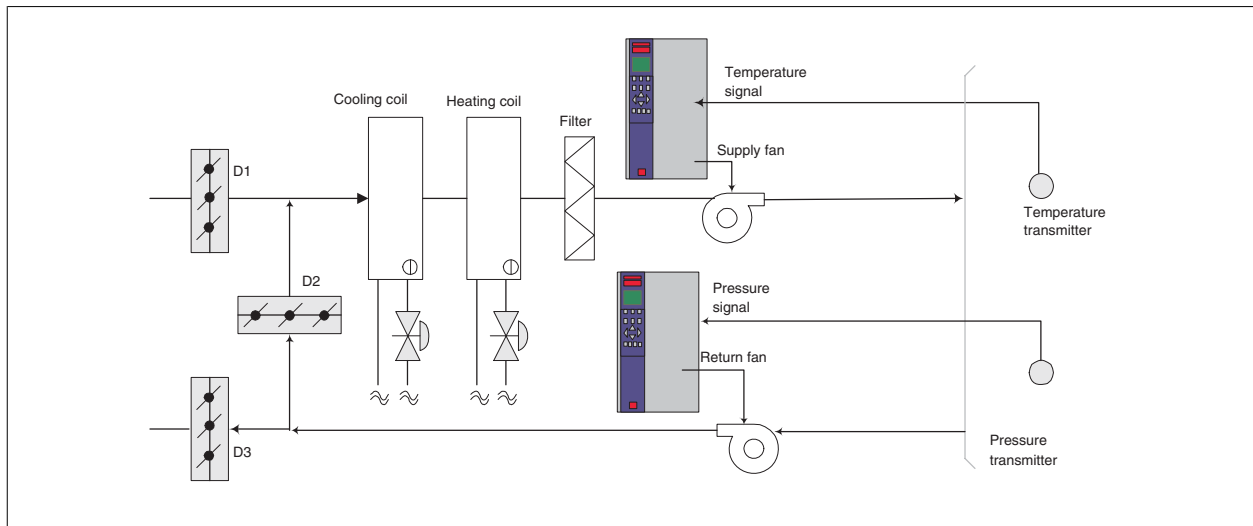 Cooling coil
Heating coil
Filter
Temperature
signal
Supply fan
D1
Temperature
transmitter
D2
Pressure
signal
Return fan
D3
Pressure
transmitter